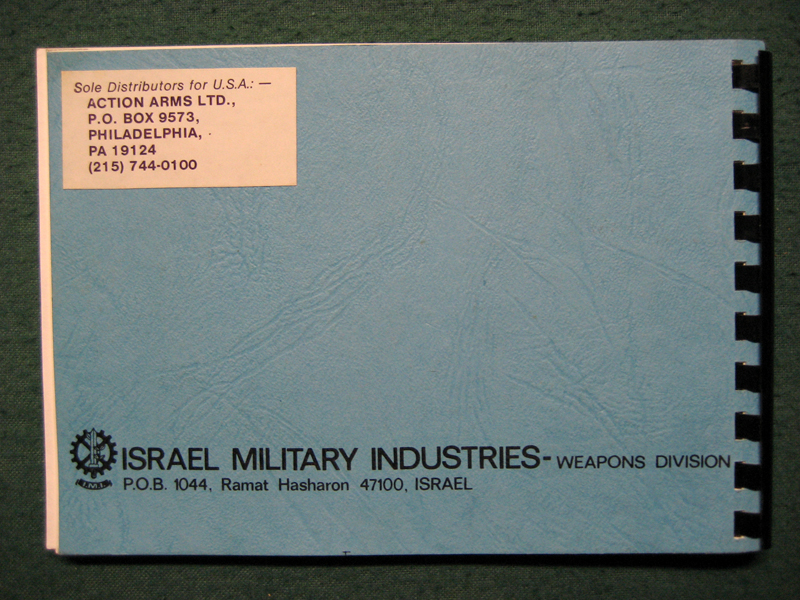 Sole Distributors for U.S.A.: —
ACTION ARMS LTD.,
P.O. BOX 9573,
PHILADELPHIA,
PA 19124
(215) 744-0100
ISRAEL MILITARY INDUSTRIES- WEAPONS DIVISION
I.M.I.
P.O.B. 1044, Ramat Hasharon 47100, ISRAEL